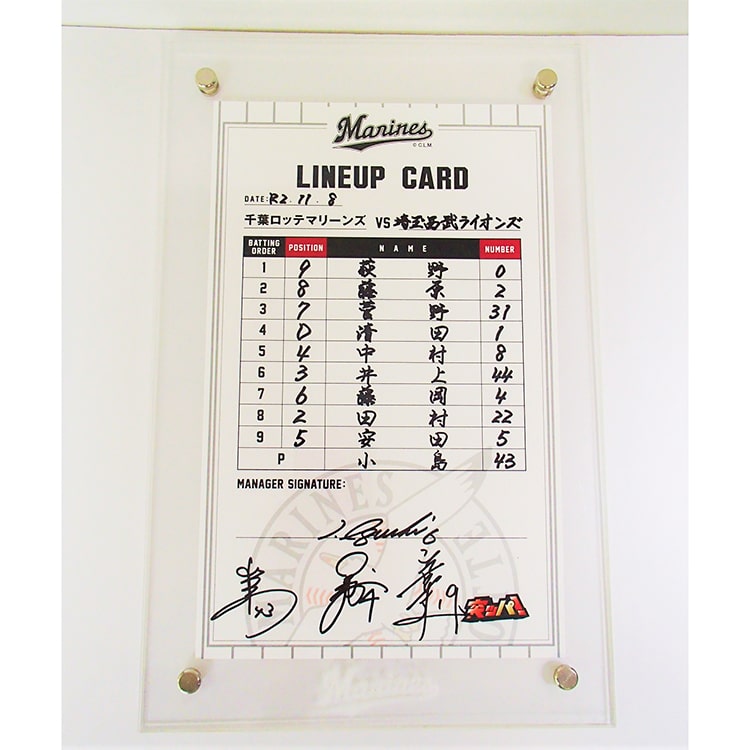 Marines
©C.L.M.
LINEUP CARD
DATE: R2.11.8
千葉ロッテマリーンズ VS 埼玉西武ライオンズ
BATTING ORDER POSITION NAME NUMBER
1 9 荻野 0
2 8 藤原 2
3 7 菅野 31
4 D 清田 1
5 4 中村 8
6 3 井上 44
7 6 藤岡 4
8 2 田村 22
9 5 安田 5
P 小島 43
MANAGER SIGNATURE:
MARINES
突ッパ!
Marines